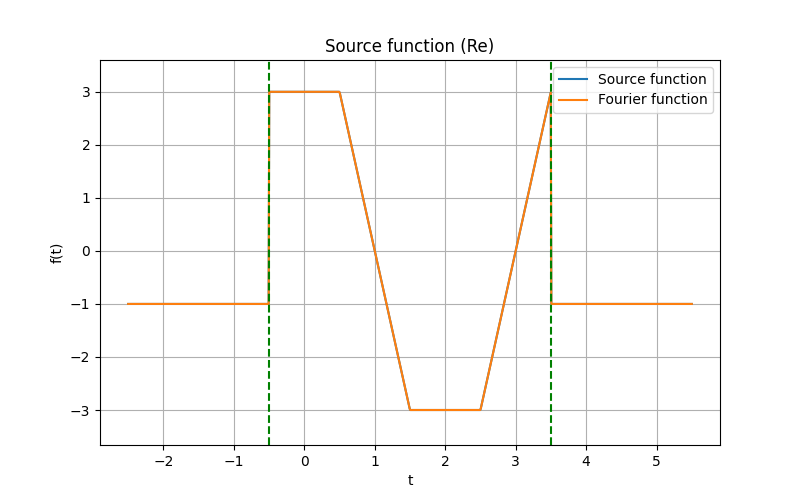 Source function (Re)
Source function
Fourier function
f(t)
3
2
1
0
−1
−2
−3
−2 −1 0 1 2 3 4 5
t